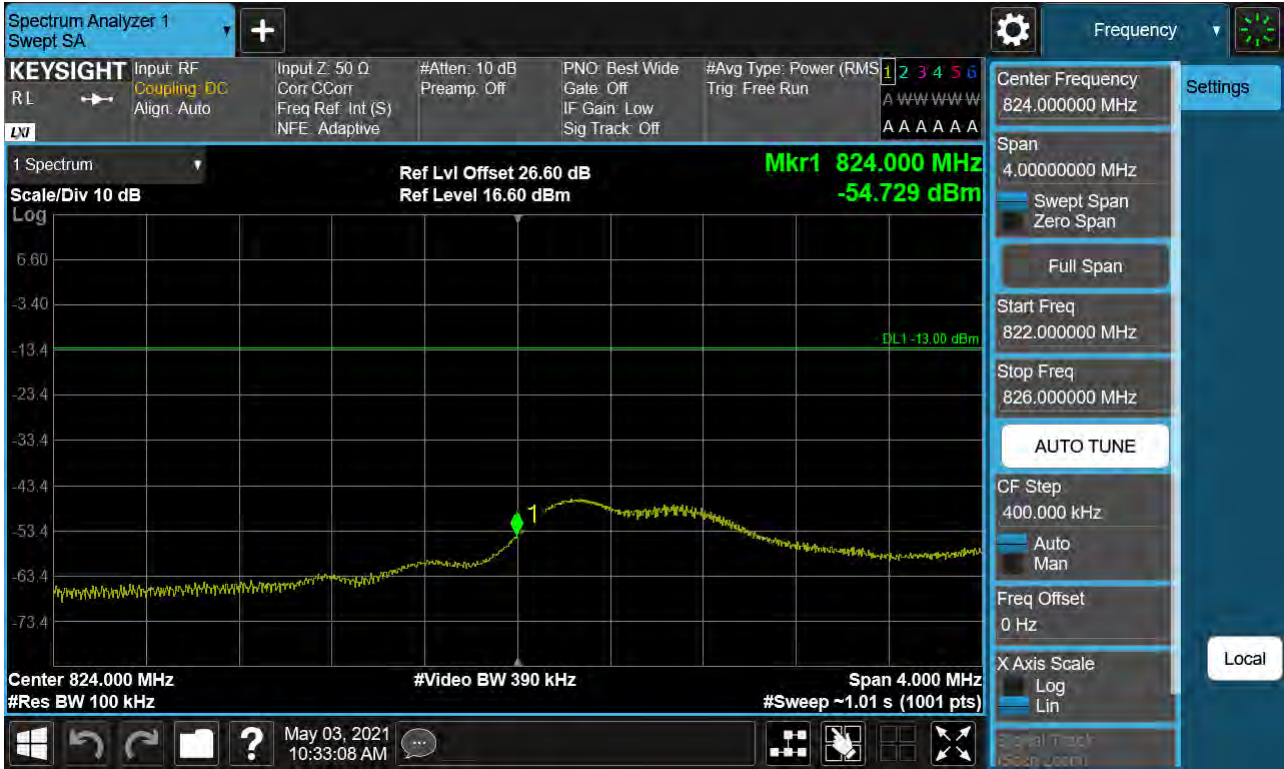 Spectrum Analyzer 1
Swept SA
Frequency
KEYSIGHT
R L
LXI
Input: RF
Coupling: DC
Align: Auto
Input Z: 50 Ω
Corr CCorr
Freq Ref: Int (S)
NFE: Adaptive
#Atten: 10 dB
Preamp: Off
PNO: Best Wide
Gate: Off
IF Gain: Low
Sig Track: Off
#Avg Type: Power (RMS
Trig: Free Run
1 2 3 4 5 6
A W W W W W
A A A A A A
1 Spectrum
Scale/Div 10 dB
Ref Lvl Offset 26.60 dB
Ref Level 16.60 dBm
Mkr1 824.000 MHz
-54.729 dBm
Log
6.60
-3.40
-13.4
-23.4
-33.4
-43.4
-53.4
-63.4
-73.4
DL1 -13.00 dBm
1
Center 824.000 MHz
#Video BW 390 kHz
Span 4.000 MHz
#Res BW 100 kHz
#Sweep ~1.01 s (1001 pts)
May 03, 2021
10:33:08 AM
Center Frequency
824.000000 MHz
Span
4.00000000 MHz
Swept Span
Zero Span
Full Span
Start Freq
822.000000 MHz
Stop Freq
826.000000 MHz
AUTO TUNE
CF Step
400.000 kHz
Auto
Man
Freq Offset
0 Hz
X Axis Scale
Log
Lin
Signal Track
(Span Zoom)
Settings
Local